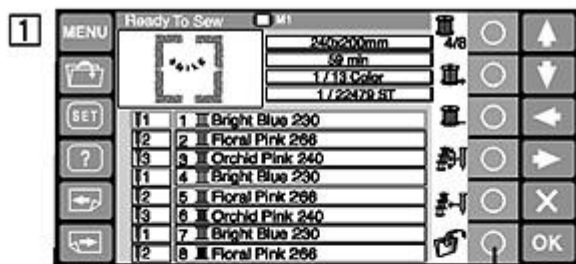 1
MENU
Ready To Sew M1
240x200mm
59 min
1/13 Color
1/22479 ST
4/8
SET
?
1 1 Bright Blue 230
2 2 Floral Pink 266
3 3 Orchid Pink 240
1 4 Bright Blue 230
2 5 Floral Pink 266
3 6 Orchid Pink 240
1 7 Bright Blue 230
2 8 Floral Pink 266
X
OK